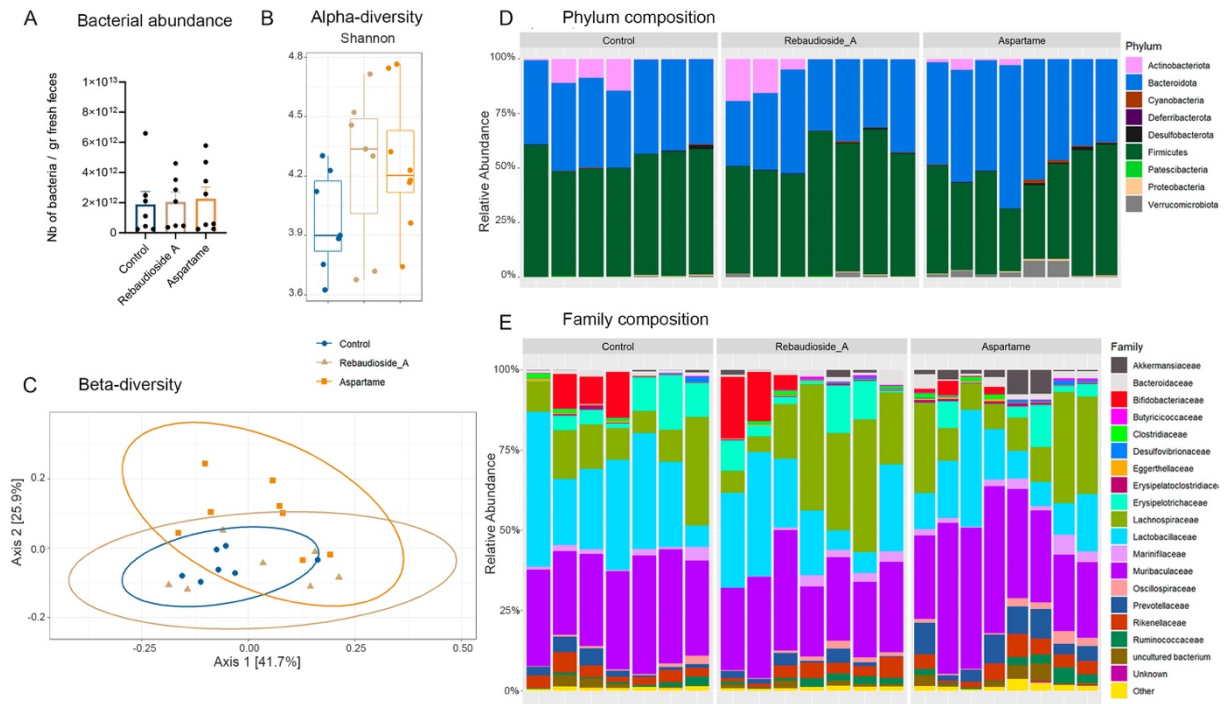 A
Bacterial abundance
Nb of bacteria / gr fresh feces
1×10¹³
8×10¹²
6×10¹²
4×10¹²
2×10¹²
0
Control
Rebaudioside A
Aspartame
B
Alpha-diversity
Shannon
4.8
4.5
4.2
3.9
3.6
Control
Rebaudioside_A
Aspartame
C
Beta-diversity
Axis 2 [25.9%]
0.2
0.0
-0.2
-0.25
0.00
0.25
0.50
Axis 1 [41.7%]
D
Phylum composition
Control
Rebaudioside_A
Aspartame
Relative Abundance
100%
75%
50%
25%
0%
Phylum
Actinobacteriota
Bacteroidota
Cyanobacteria
Deferribacterota
Desulfobacterota
Firmicutes
Patescibacteria
Proteobacteria
Verrucomicrobiota
E
Family composition
Control
Rebaudioside_A
Aspartame
Relative Abundance
100%
75%
50%
25%
0%
Family
Akkermansiaceae
Bacteroidaceae
Bifidobacteriaceae
Butyricicoccaceae
Clostridiaceae
Desulfovibrionaceae
Eggerthellaceae
Erysipelatoclostridiacea
Erysipelotrichaceae
Lachnospiraceae
Lactobacillaceae
Marinifilaceae
Muribaculaceae
Oscillospiraceae
Prevotellaceae
Rikenellaceae
Ruminococcaceae
uncultured bacterium
Unknown
Other